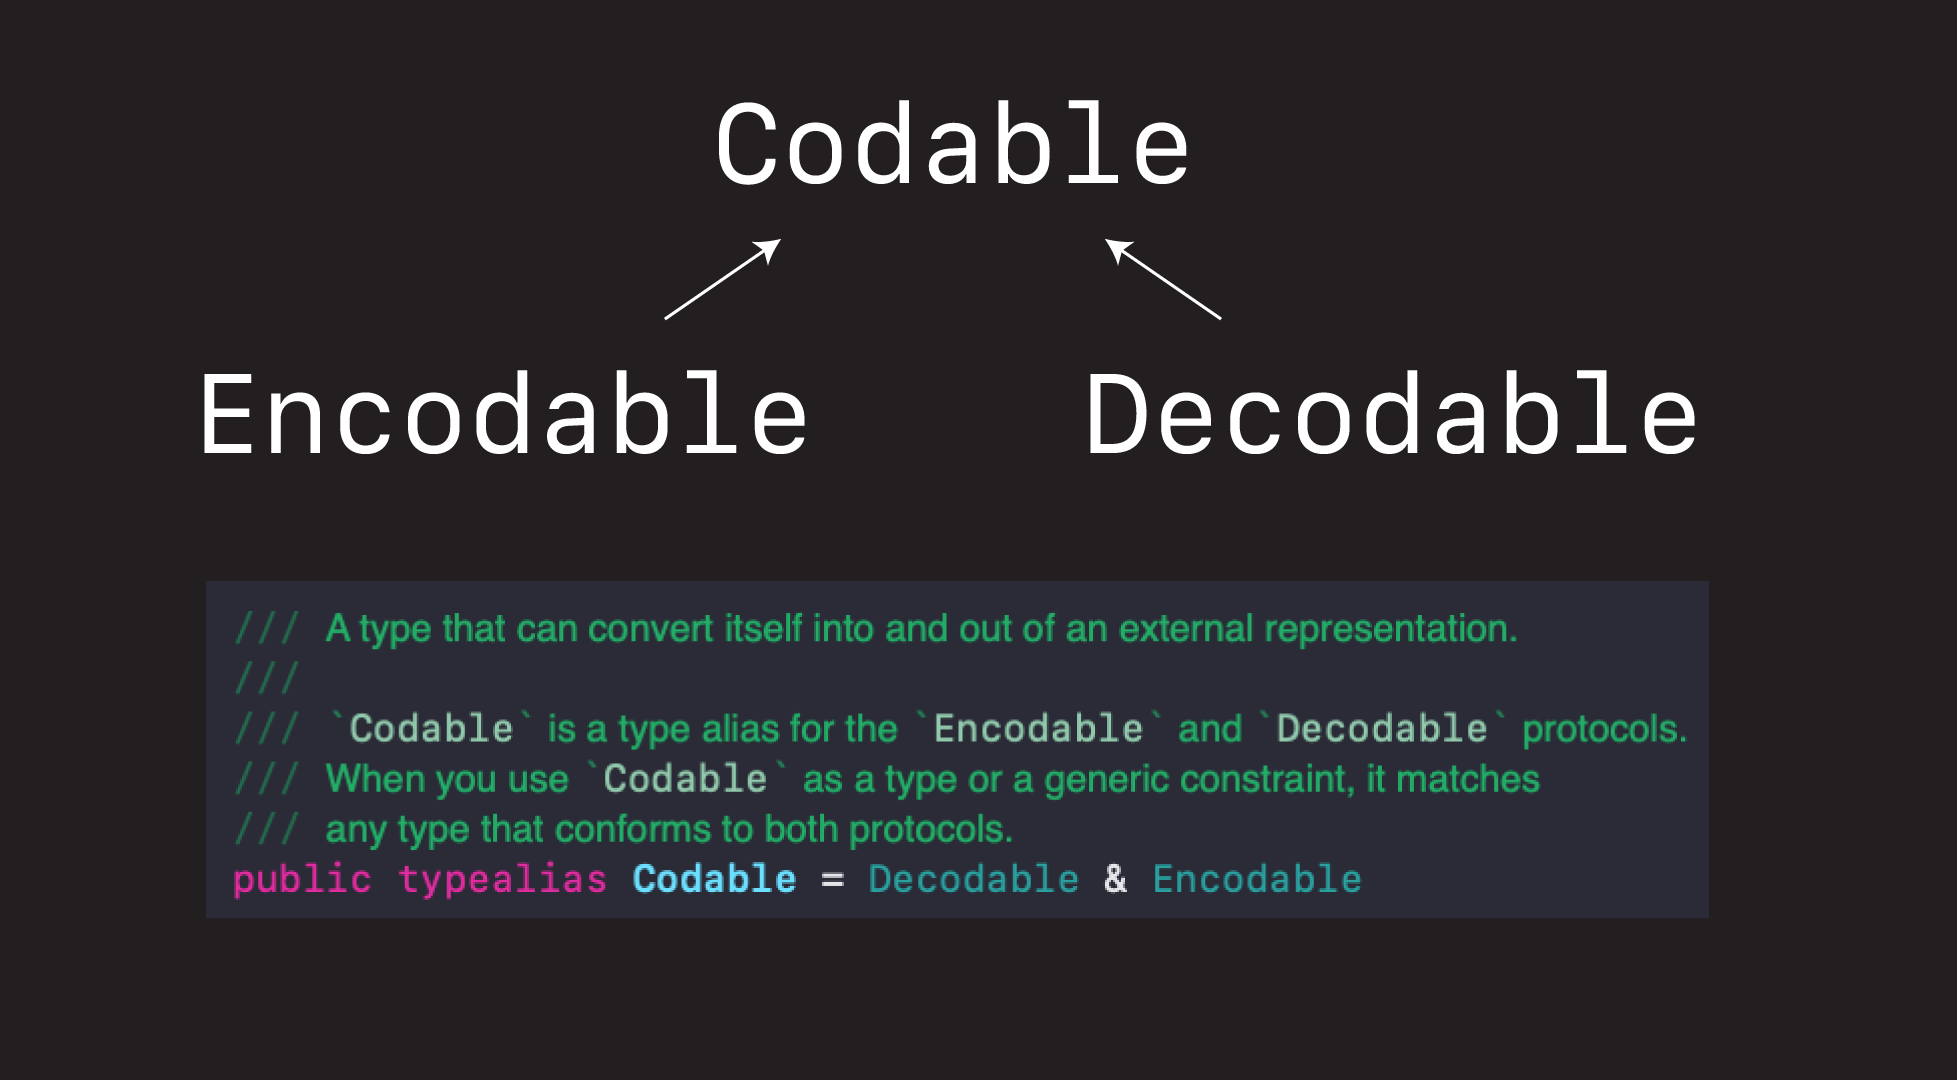 Codable
Encodable Decodable
/// A type that can convert itself into and out of an external representation.
///
/// `Codable` is a type alias for the `Encodable` and `Decodable` protocols.
/// When you use `Codable` as a type or a generic constraint, it matches
/// any type that conforms to both protocols.
public typealias Codable = Decodable & Encodable